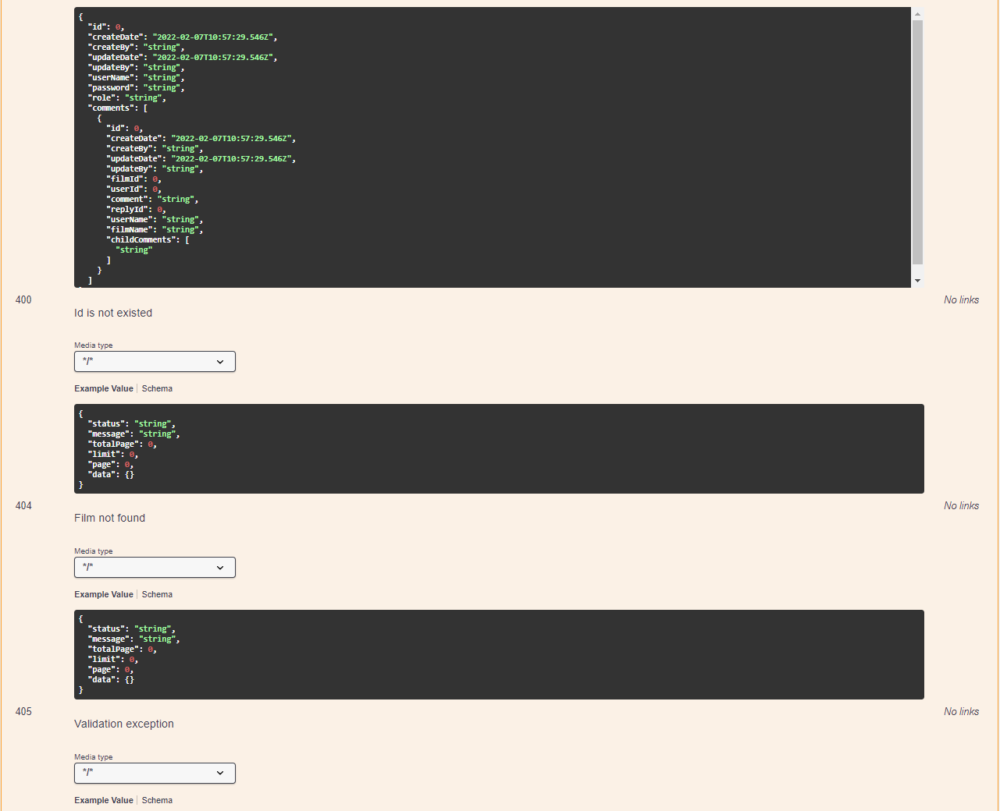 {
"id": 0,
"createDate": "2022-02-07T10:57:29.546Z",
"createBy": "string",
"updateDate": "2022-02-07T10:57:29.546Z",
"updateBy": "string",
"userName": "string",
"password": "string",
"role": "string",
"comments": [
{
"id": 0,
"createDate": "2022-02-07T10:57:29.546Z",
"createBy": "string",
"updateDate": "2022-02-07T10:57:29.546Z",
"updateBy": "string",
"filmId": 0,
"userId": 0,
"comment": "string",
"replyId": 0,
"userName": "string",
"filmName": "string",
"childComments": [
"string"
]
}
]
400 No links
Id is not existed
Media type
*/*
Example Value Schema
{
"status": "string",
"message": "string",
"totalPage": 0,
"limit": 0,
"page": 0,
"data": {}
}
404 No links
Film not found
Media type
*/*
Example Value Schema
{
"status": "string",
"message": "string",
"totalPage": 0,
"limit": 0,
"page": 0,
"data": {}
}
405 No links
Validation exception
Media type
*/*
Example Value Schema